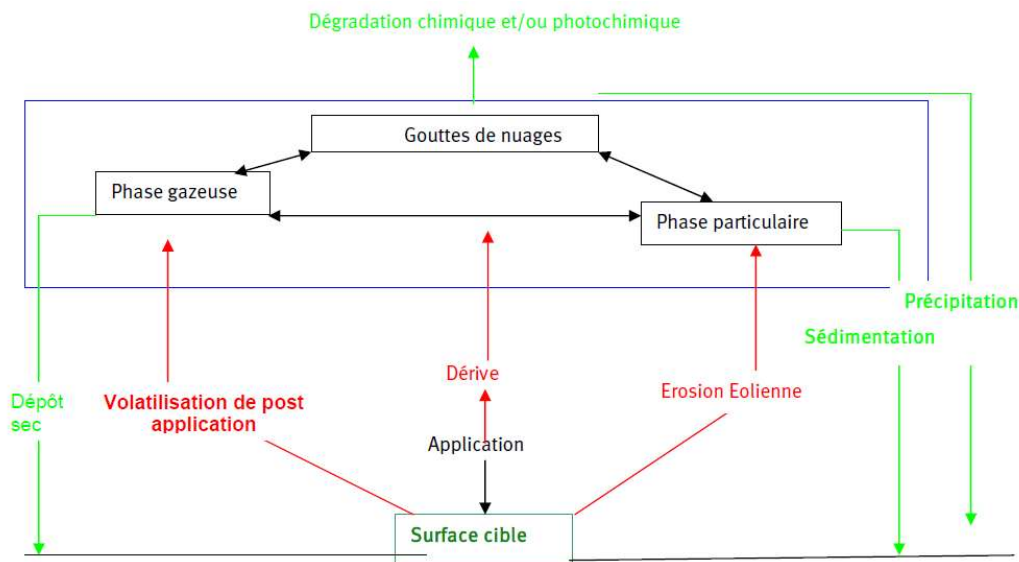 Dégradation chimique et/ou photochimique
Gouttes de nuages
Phase gazeuse
Phase particulaire
Précipitation
Sédimentation
Dérive
Erosion Eolienne
Dépôt
sec
Volatilisation de post
application
Application
Surface cible